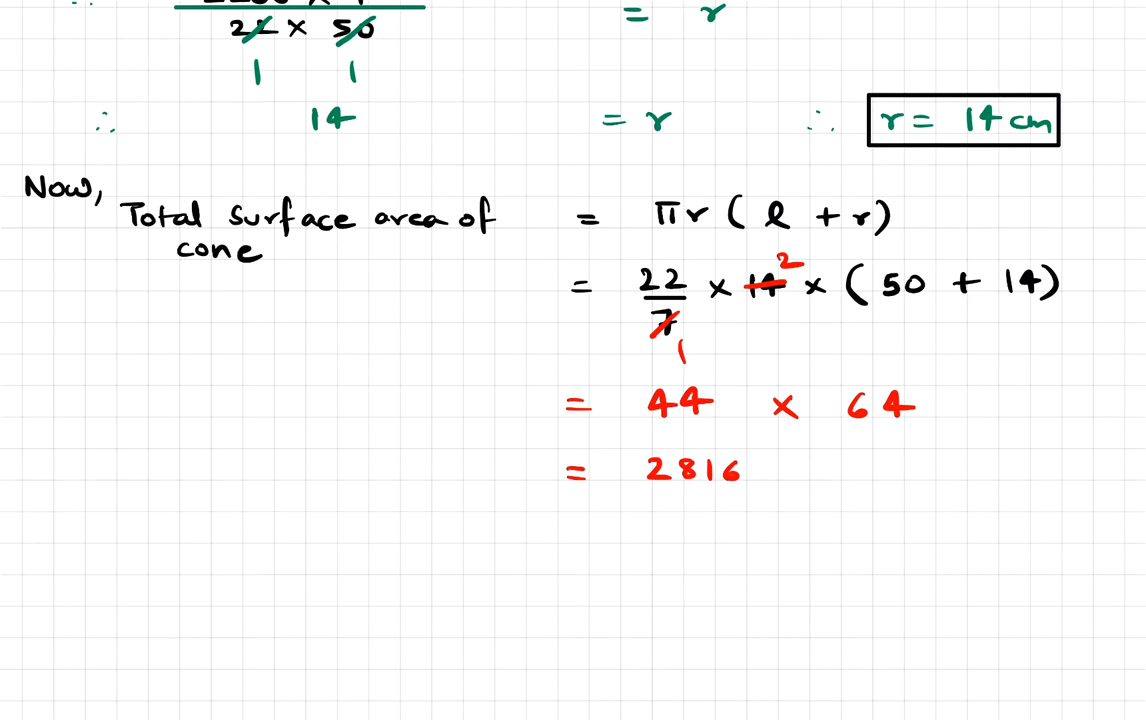 ∴ = r
22 × 50
1 1
∴ 14 = r ∴ r = 14 cm
Now,
Total surface area of = πr ( l + r)
cone
2
= 22/7 × 14 × ( 50 + 14)
1
= 44 × 64
= 2816